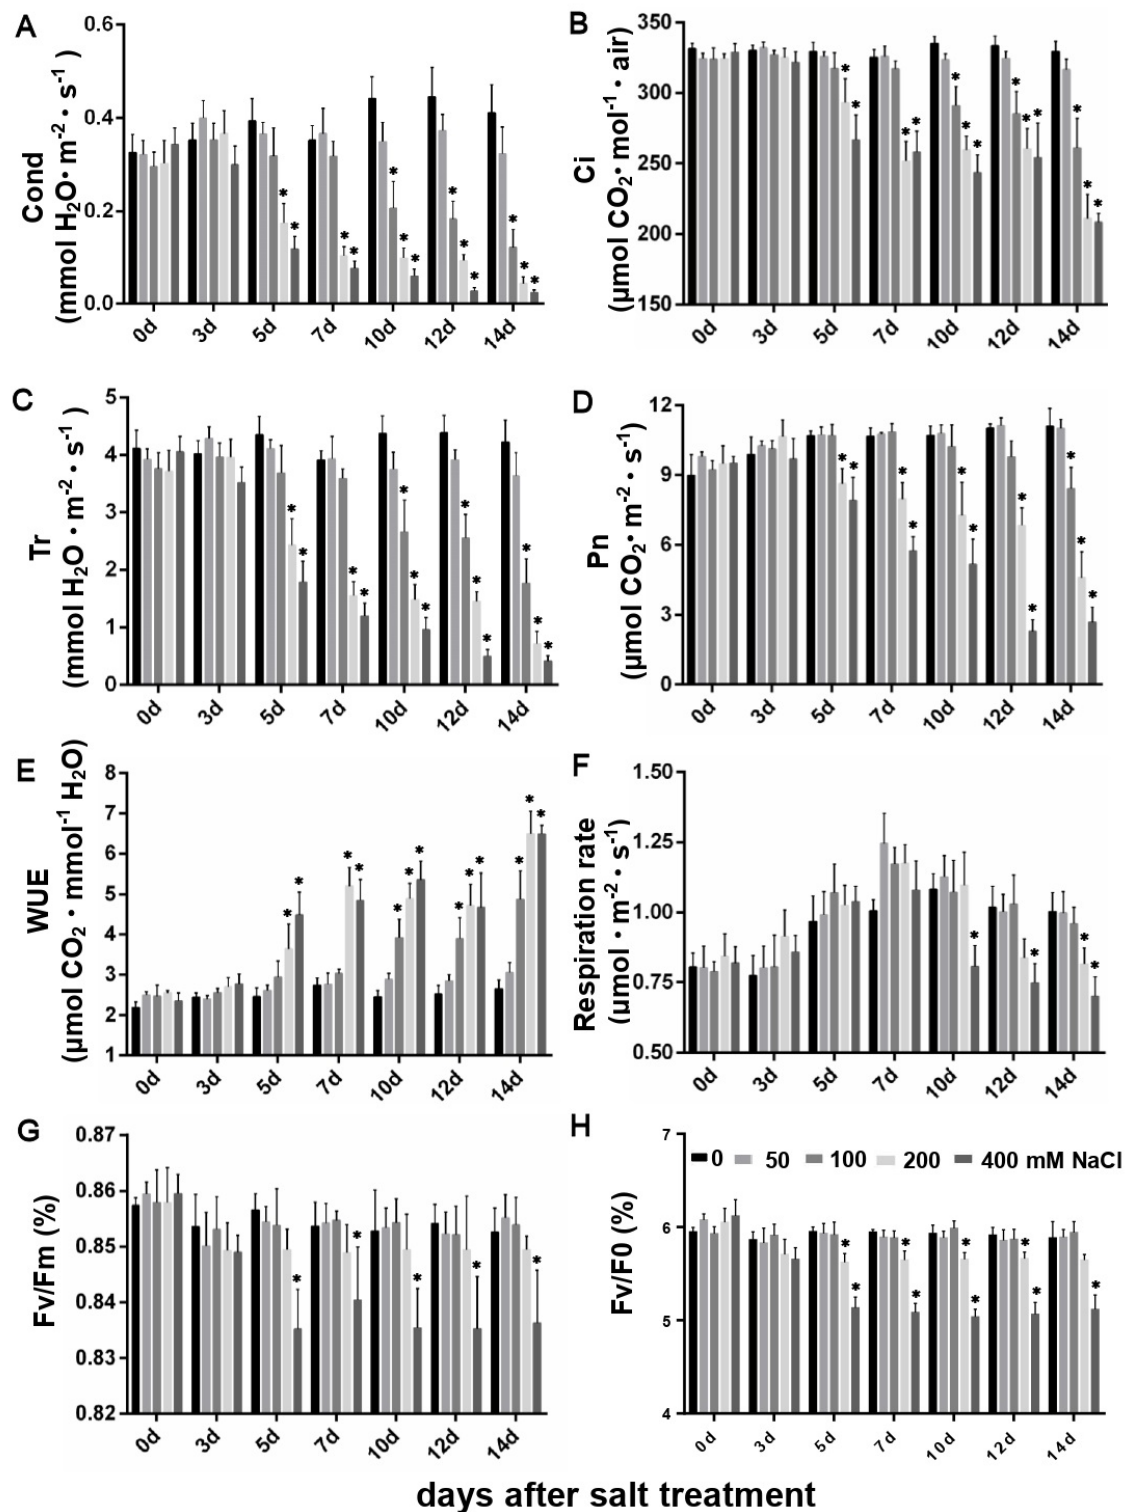 A
Cond
(mmol H₂O• m⁻² • s⁻¹ )
0.6
0.4
0.2
0.0
* * * * * * * * * * * * *
0d 3d 5d 7d 10d 12d 14d
B
Ci
(μmol CO₂• mol⁻¹ • air)
350
300
250
200
150
* * * * * * * * * * * * *
0d 3d 5d 7d 10d 12d 14d
C
Tr
(mmol H₂O • m⁻² • s⁻¹ )
5
4
3
2
1
0
* * * * * * * * * * * * *
0d 3d 5d 7d 10d 12d 14d
D
Pn
(μmol CO₂• m⁻² • s⁻¹)
12
9
6
3
0
* * * * * * * * * * *
0d 3d 5d 7d 10d 12d 14d
E
WUE
(μmol CO₂ • mmol⁻¹ H₂O)
8
7
6
5
4
3
2
1
* * * * * * * * * * * * *
0d 3d 5d 7d 10d 12d 14d
F
Respiration rate
(μmol • m⁻² • s⁻¹)
1.50
1.25
1.00
0.75
0.50
* * * *
0d 3d 5d 7d 10d 12d 14d
G
Fv/Fm (%)
0.87
0.86
0.85
0.84
0.83
0.82
* * * * *
0d 3d 5d 7d 10d 12d 14d
H
Fv/F0 (%)
7
6
5
4
0 50 100 200 400 mM NaCl
* * * * * * * * *
0d 3d 5d 7d 10d 12d 14d
days after salt treatment